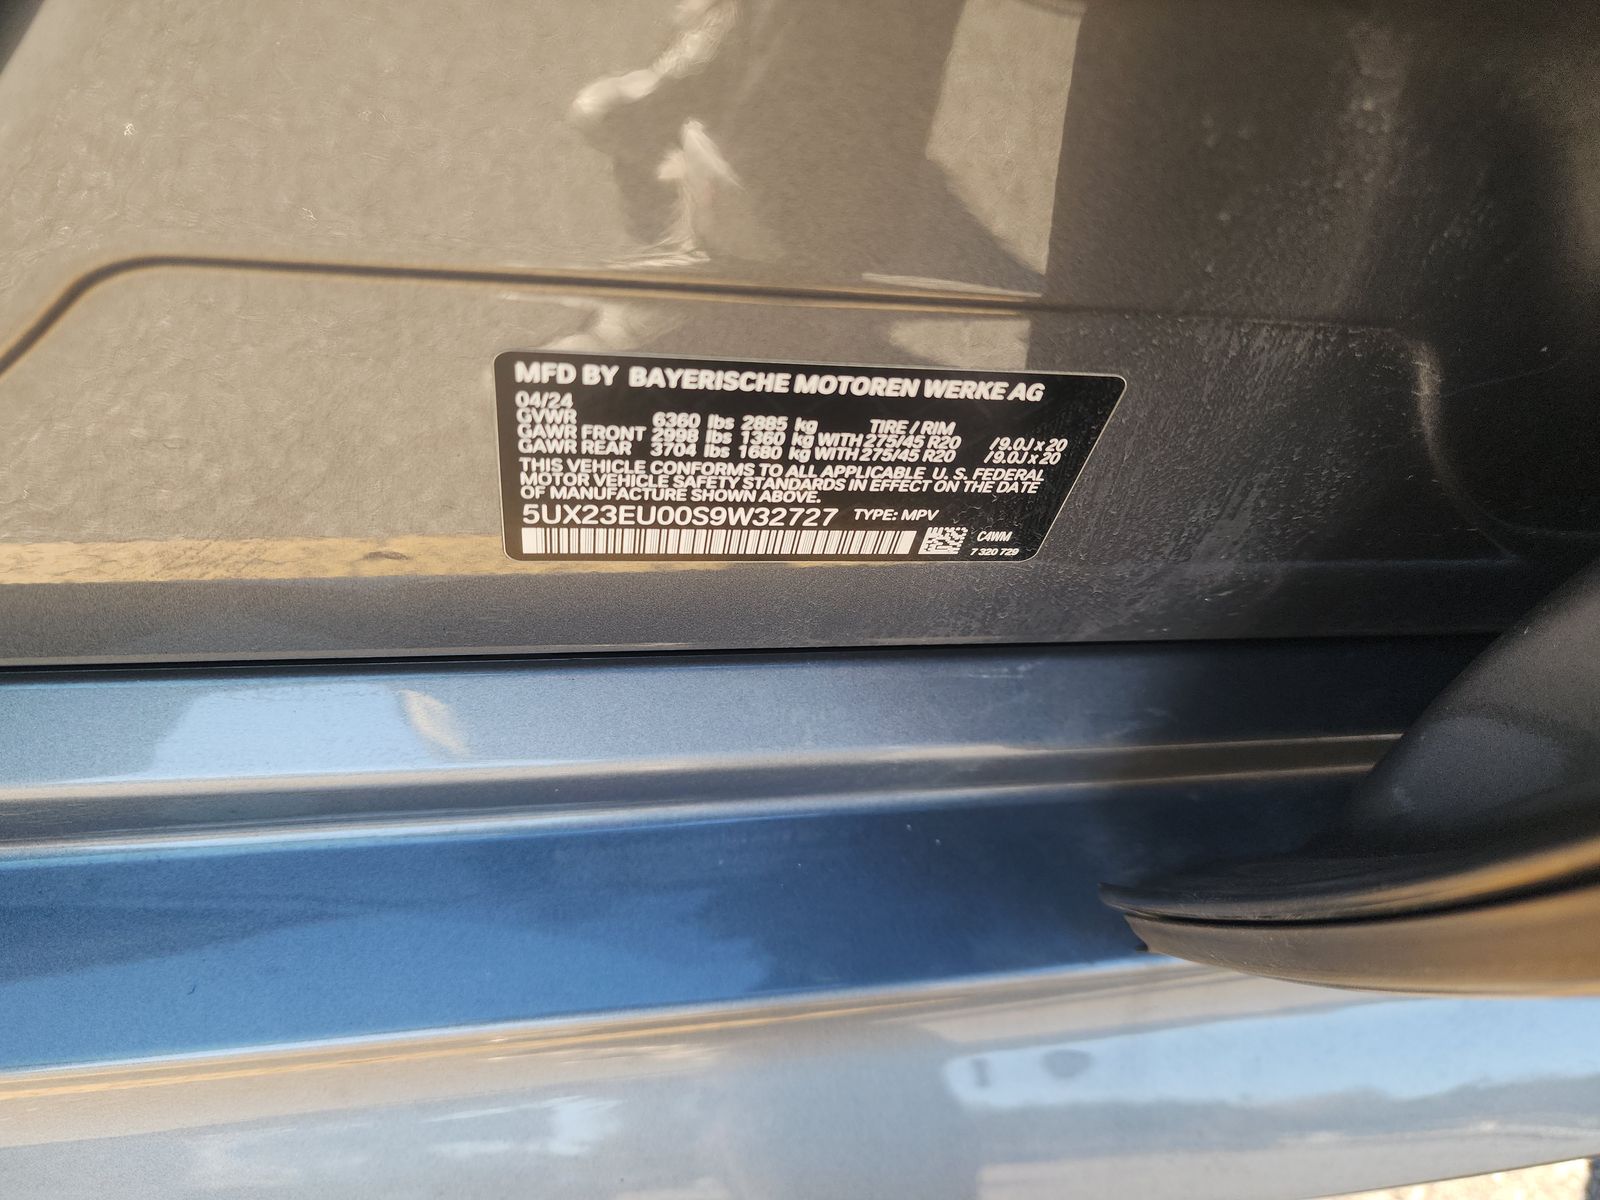 MFD BY BAYERISCHE MOTOREN WERKE AG
04/24
GVWR 6360 lbs 2885 kg TIRE / RIM
GAWR FRONT 2998 lbs 1360 kg WITH 275/45 R20 / 9.0J x 20
GAWR REAR 3704 lbs 1680 kg WITH 275/45 R20 / 9.0J x 20
THIS VEHICLE CONFORMS TO ALL APPLICABLE U. S. FEDERAL
MOTOR VEHICLE SAFETY STANDARDS IN EFFECT ON THE DATE
OF MANUFACTURE SHOWN ABOVE.
5UX23EU00S9W32727 TYPE: MPV
C4WM
7 320 729